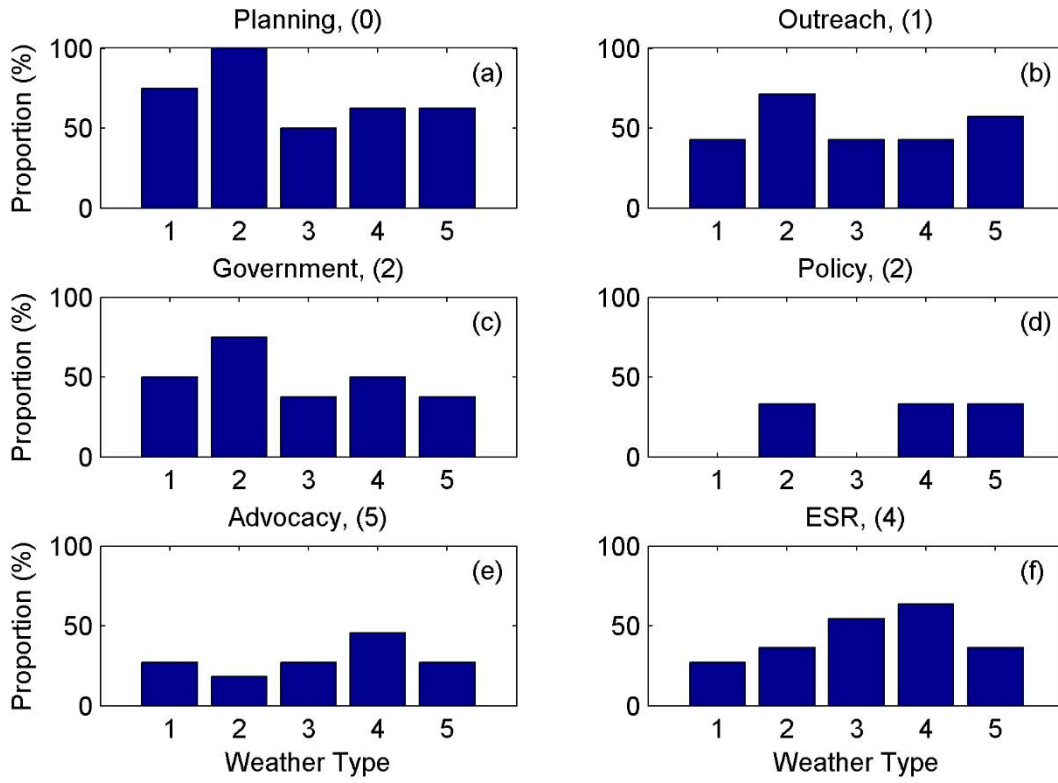 Planning, (0)
Proportion (%)
100
50
0
(a)
1 2 3 4 5
Outreach, (1)
100
50
0
(b)
1 2 3 4 5
Government, (2)
Proportion (%)
100
50
0
(c)
1 2 3 4 5
Policy, (2)
100
50
0
(d)
1 2 3 4 5
Advocacy, (5)
Proportion (%)
100
50
0
(e)
1 2 3 4 5
Weather Type
ESR, (4)
100
50
0
(f)
1 2 3 4 5
Weather Type